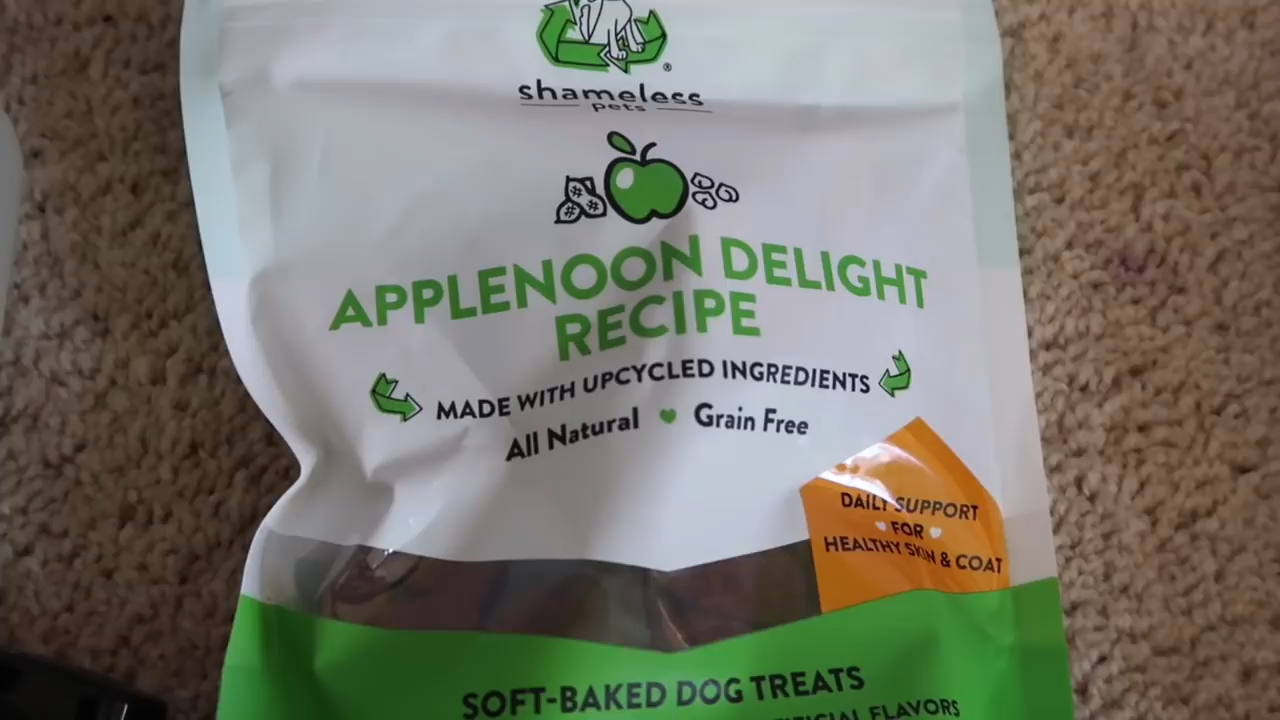 shameless
pets
APPLENOON DELIGHT
RECIPE
MADE WITH UPCYCLED INGREDIENTS
All Natural Grain Free
DAILY SUPPORT
FOR
HEALTHY SKIN & COAT
SOFT-BAKED DOG TREATS
FLAVORS